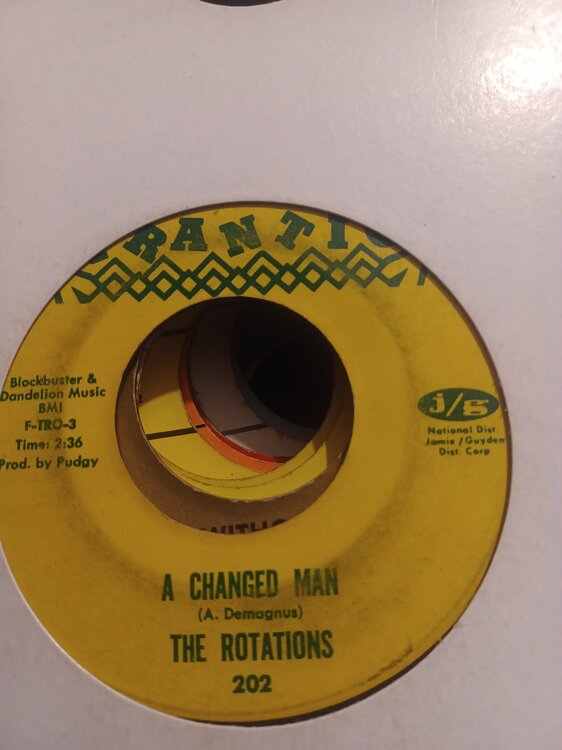 FRANTIC
Blockbuster &
Dandelion Music
BMI
F-TRO-3
Time: 2:36
Prod. by Pudgy
j/g
National Dist
Jamie/Guyden
Dist. Corp
A CHANGED MAN
(A. Demagnus)
THE ROTATIONS
202